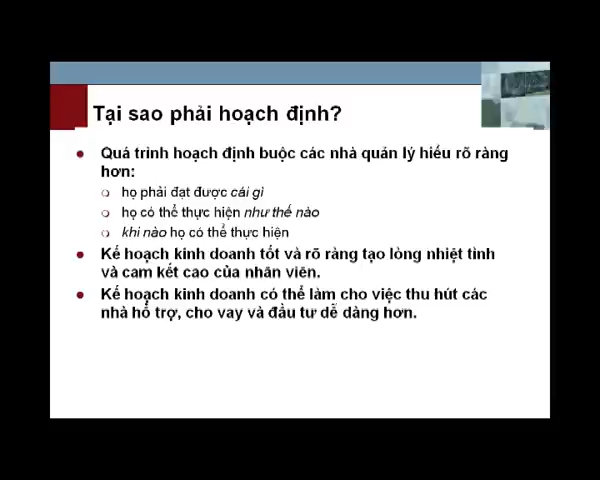 Tại sao phải hoạch định?
Quá trình hoạch định buộc các nhà quản lý hiểu rõ ràng
hơn:
họ phải đạt được cái gì
họ có thể thực hiện như thế nào
khi nào họ có thể thực hiện
Kế hoạch kinh doanh tốt và rõ ràng tạo lòng nhiệt tình
và cam kết cao của nhân viên.
Kế hoạch kinh doanh có thể làm cho việc thu hút các
nhà hỗ trợ, cho vay và đầu tư dễ dàng hơn.